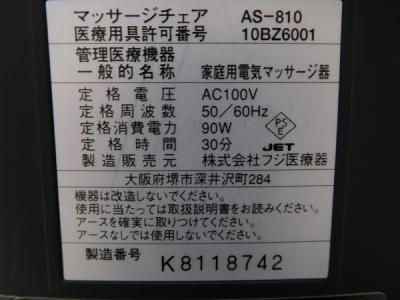 マッサージチェア AS-810
医療用具許可番号 10BZ6001
管理医療機器
一般的名称 家庭用電気マッサージ器
定格電圧 AC100V
定格周波数 50/60Hz
定格消費電力 90W
定格時間 30分
PSE
JET
製造販売元 株式会社フジ医療器
大阪府堺市深井沢町284
機器は改造しないでください。
使用に当たっては取扱説明書をお読みください。
アースを確実に取りつけてください。
アースなしでは使用しないでください。
製造番号 K8118742